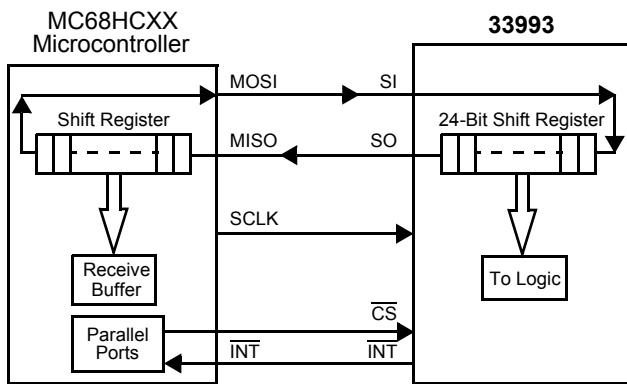 MC68HCXX
Microcontroller
33993
MOSI
SI
Shift Register
24-Bit Shift Register
MISO
SO
SCLK
Receive
Buffer
To Logic
CS
Parallel
Ports
INT
INT